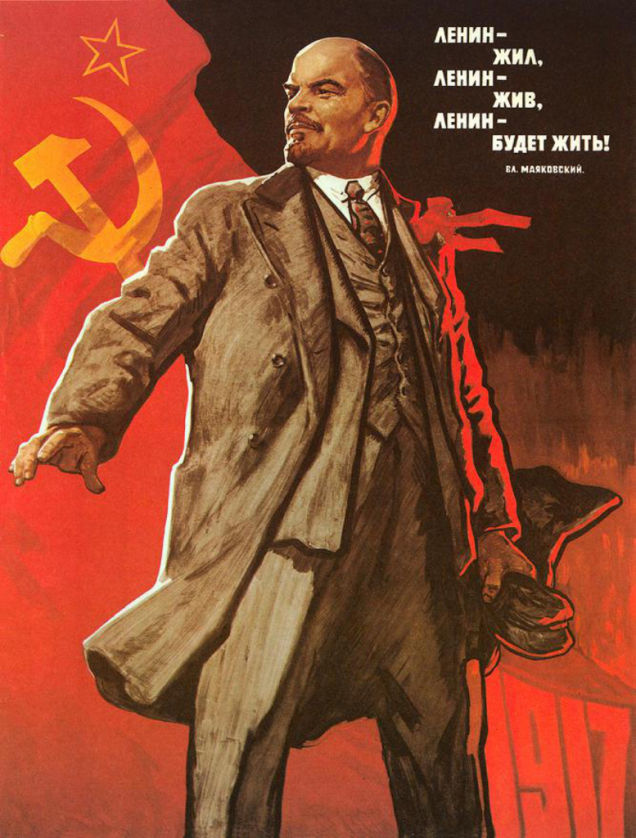 ЛЕНИН–
ЖИЛ,
ЛЕНИН–
ЖИВ,
ЛЕНИН–
БУДЕТ ЖИТЬ!
ВЛ. МАЯКОВСКИЙ.
1917